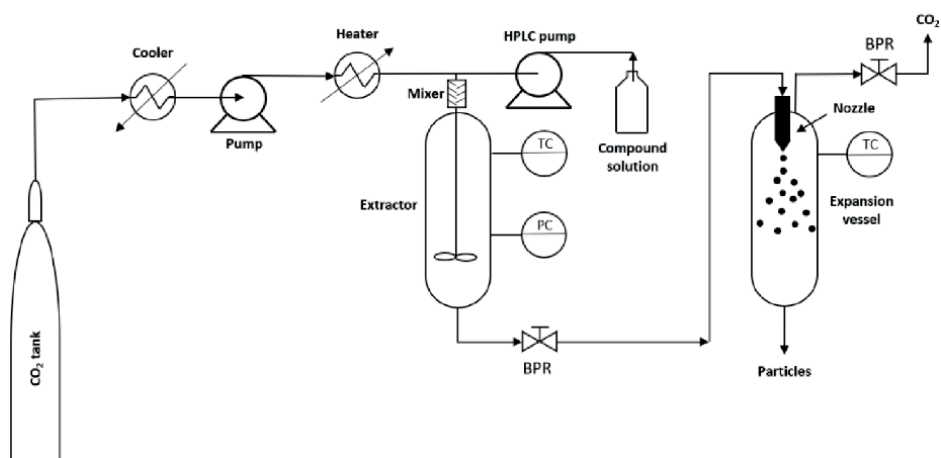 CO2
Cooler
Heater
HPLC pump
BPR
Mixer
Nozzle
Pump
TC
Compound
solution
TC
Extractor
Expansion
vessel
PC
CO2 tank
BPR
Particles